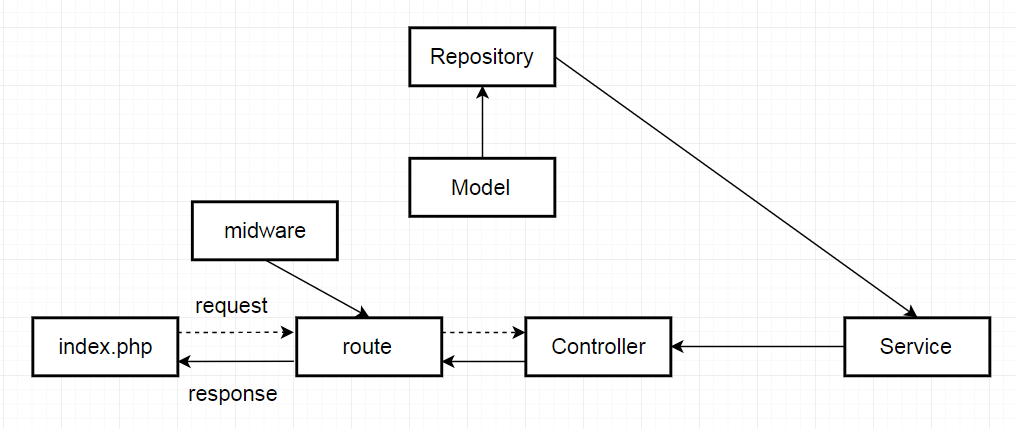 Repository
Model
midware
request
index.php
route
Controller
Service
response